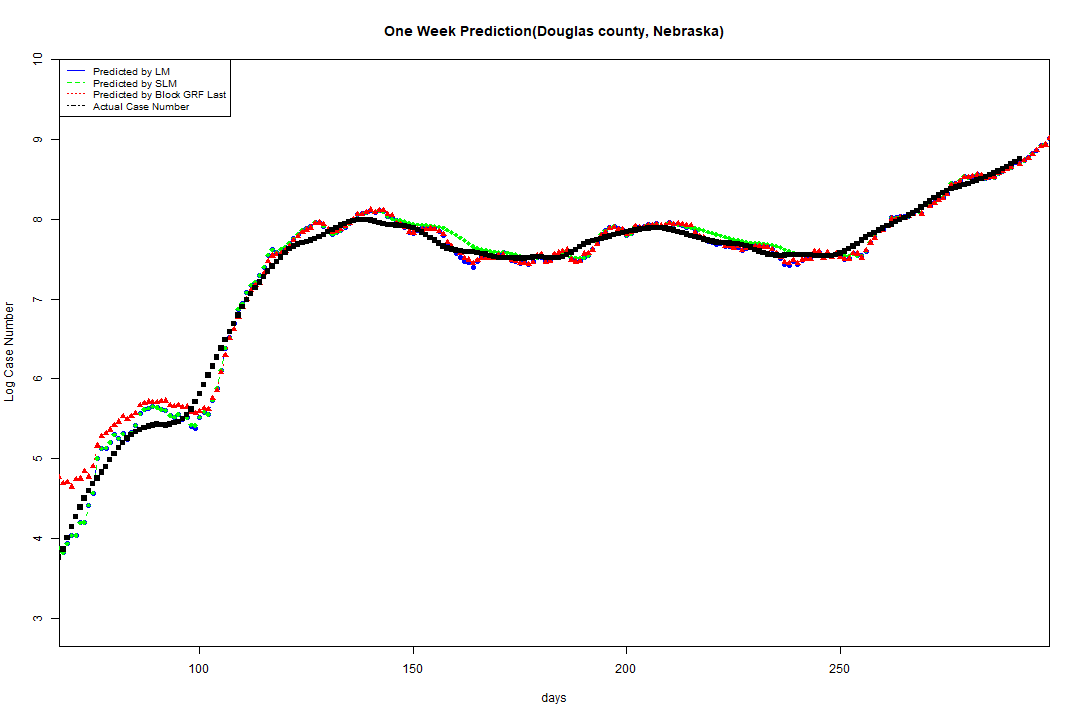 One Week Prediction(Douglas county, Nebraska)
Predicted by LM
Predicted by SLM
Predicted by Block GRF Last
Actual Case Number
10
9
8
7
6
5
4
3
Log Case Number
100
150
200
250
days